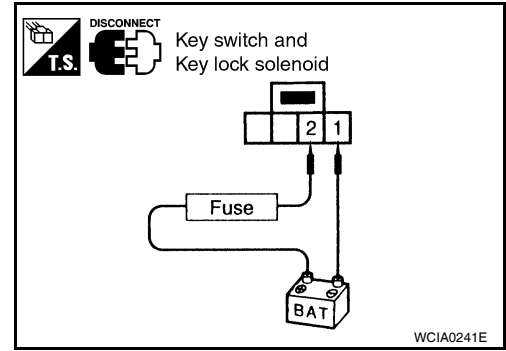 DISCONNECT
T.S.
Key switch and
Key lock solenoid
2 1
Fuse
BAT
WCIA0241E